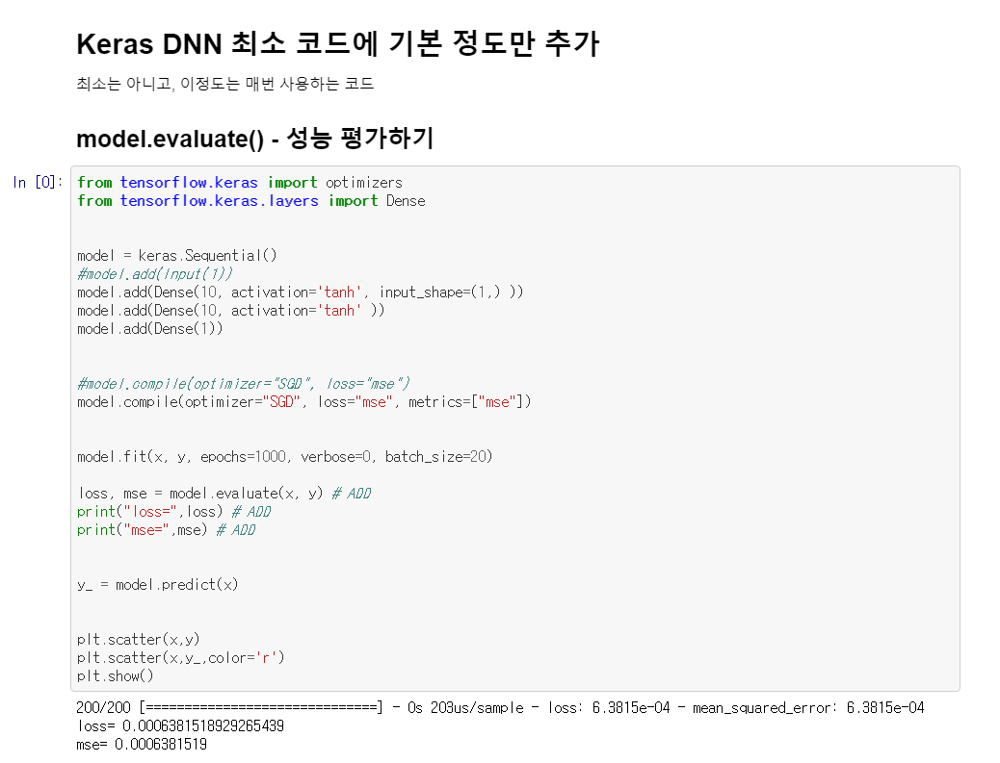 Keras DNN 최소 코드에 기본 정도만 추가
최소는 아니고, 이정도는 매번 사용하는 코드
model.evaluate() - 성능 평가하기
In [0]:
from tensorflow.keras import optimizers
from tensorflow.keras.layers import Dense
model = keras.Sequential()
#model.add(Input(1))
model.add(Dense(10, activation='tanh', input_shape=(1,) ))
model.add(Dense(10, activation='tanh' ))
model.add(Dense(1))
#model.compile(optimizer="SGD", loss="mse")
model.compile(optimizer="SGD", loss="mse", metrics=["mse"])
model.fit(x, y, epochs=1000, verbose=0, batch_size=20)
loss, mse = model.evaluate(x, y) # ADD
print("loss=",loss) # ADD
print("mse=",mse) # ADD
y_ = model.predict(x)
plt.scatter(x,y)
plt.scatter(x,y_,color='r')
plt.show()
200/200 [==============================] - 0s 203us/sample - loss: 6.3815e-04 - mean_squared_error: 6.3815e-04
loss= 0.0006381518929265439
mse= 0.0006381519